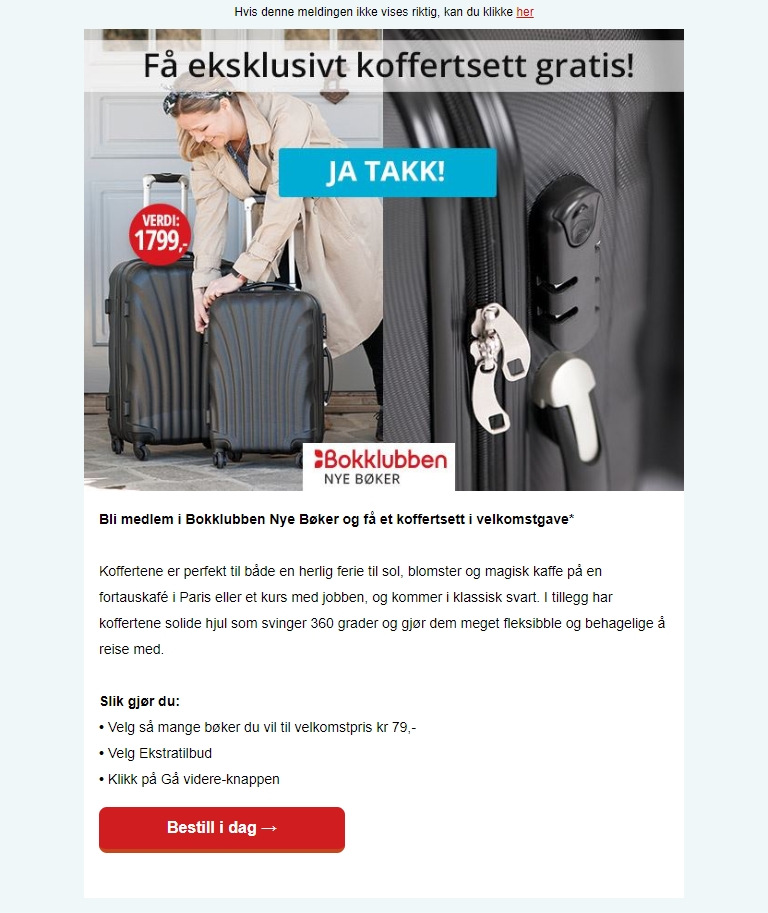 Hvis denne meldingen ikke vises riktig, kan du klikke her
Få eksklusivt koffertsett gratis!
JA TAKK!
VERDI:
1799,-
Bokklubben
NYE BØKER
Bli medlem i Bokklubben Nye Bøker og få et koffertsett i velkomstgave*
Koffertene er perfekt til både en herlig ferie til sol, blomster og magisk kaffe på en
fortauskafé i Paris eller et kurs med jobben, og kommer i klassisk svart. I tillegg har
koffertene solide hjul som svinger 360 grader og gjør dem meget fleksibble og behagelige å
reise med.
Slik gjør du:
• Velg så mange bøker du vil til velkomstpris kr 79,-
• Velg Ekstratilbud
• Klikk på Gå videre-knappen
Bestill i dag →